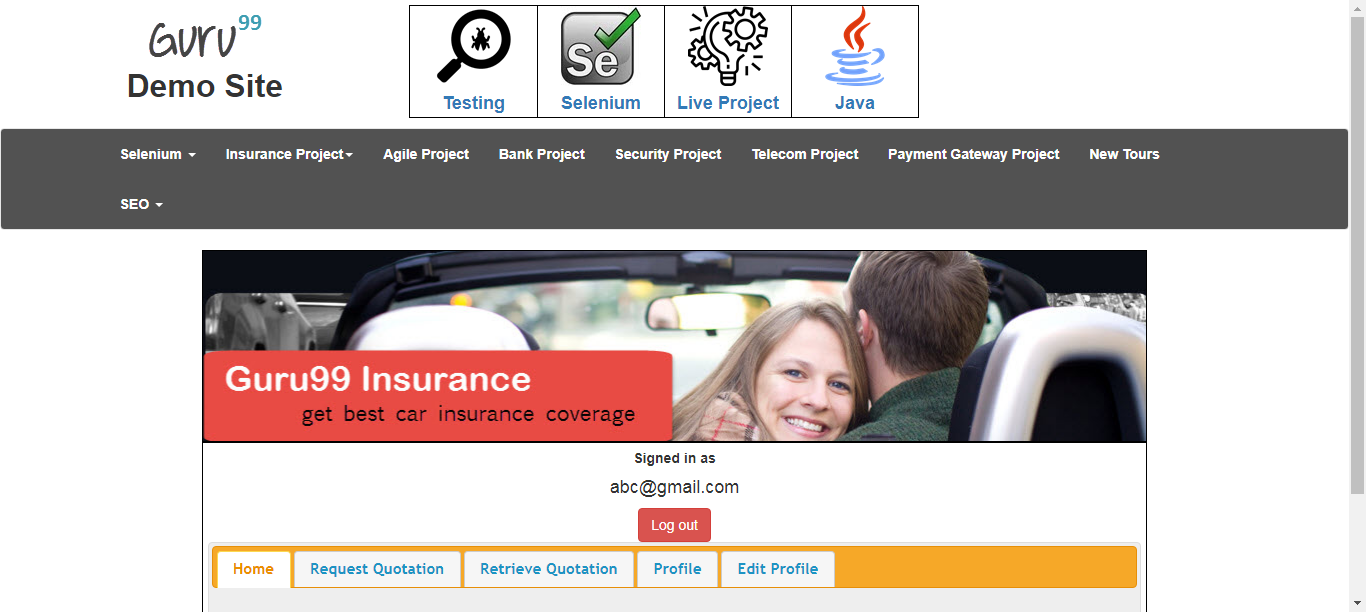 Guru99
Demo Site
Se
Testing
Selenium
Live Project
Java
Selenium
Insurance Project
Agile Project
Bank Project
Security Project
Telecom Project
Payment Gateway Project
New Tours
SEO
Guru99 Insurance
get best car insurance coverage
Signed in as
abc@gmail.com
Log out
Home
Request Quotation
Retrieve Quotation
Profile
Edit Profile